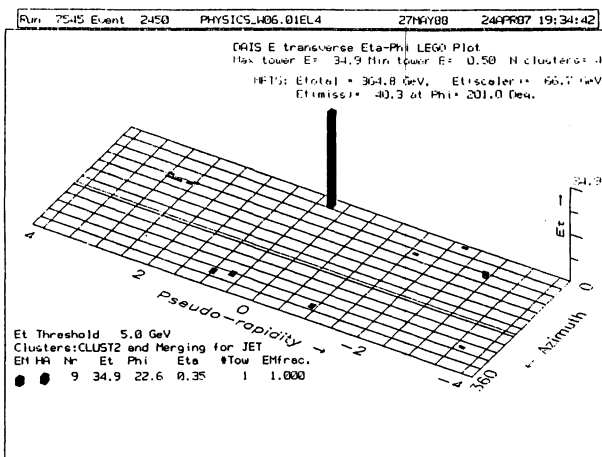 Run 7545 Event 2450 PHYSICS_W06.01EL4 27MAY88 24APR87 19:34:42
DAIS E transverse Eta-Phi LEGO Plot
Max tower E= 34.9 Min tower E= 0.50 N clusters=
METS: Etotal = 364.8 GeV, Et(scalar)= 66.7 GeV
Et(miss)= 40.3 at Phi= 201.0 Deg.
34.9
Et →
0
4
2
0
-2
-4
360
Pseudo-rapidity →
← Azimuth
Et Threshold 5.0 GeV
Clusters:CLUST2 and Merging for JET
EM HA Nr Et Phi Eta #Tow EMfrac.
9 34.9 22.6 0.35 1 1.000